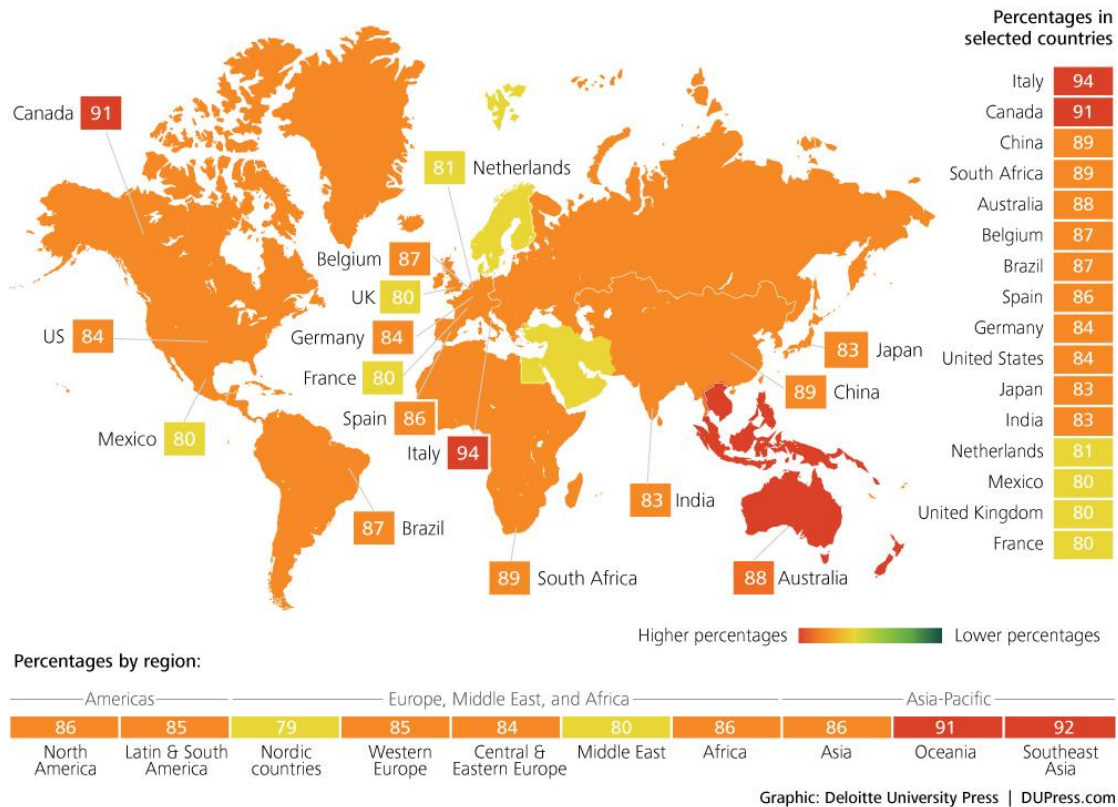 Percentages in
selected countries
Italy 94
Canada 91
China 89
South Africa 89
Australia 88
Belgium 87
Brazil 87
Spain 86
Germany 84
United States 84
Japan 83
India 83
Netherlands 81
Mexico 80
United Kingdom 80
France 80
Canada 91
81 Netherlands
Belgium 87
UK 80
US 84
Germany 84
83 Japan
France 80
89 China
Spain 86
Mexico 80
Italy 94
83 India
87 Brazil
89 South Africa
88 Australia
Higher percentages Lower percentages
Percentages by region:
Americas Europe, Middle East, and Africa Asia-Pacific
86 85 79 85 84 80 86 86 91 92
North Latin & South Nordic Western Central & Middle East Africa Asia Oceania Southeast
America America countries Europe Eastern Europe Asia
Graphic: Deloitte University Press | DUPress.com